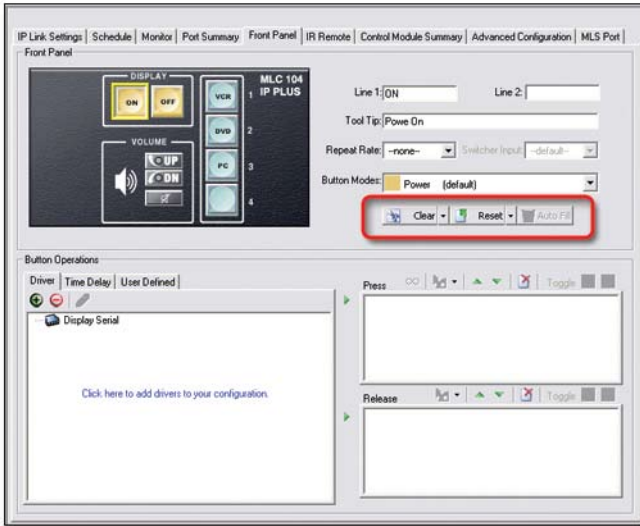 IP Link Settings Schedule Monitor Port Summary Front Panel IR Remote Control Module Summary Advanced Configuration MLS Port
Front Panel
DISPLAY
ON OFF
VOLUME
UP
DN
VCR 1
DVD 2
PC 3
4
MLC 104
IP PLUS
Line 1: ON Line 2:
Tool Tip: Powe On
Repeat Rate: --none-- Switcher Input: --default--
Button Modes: Power (default)
Clear Reset Auto Fill
Button Operations
Driver Time Delay User Defined
Display Serial
Click here to add drivers to your configuration.
Press Toggle
Release Toggle